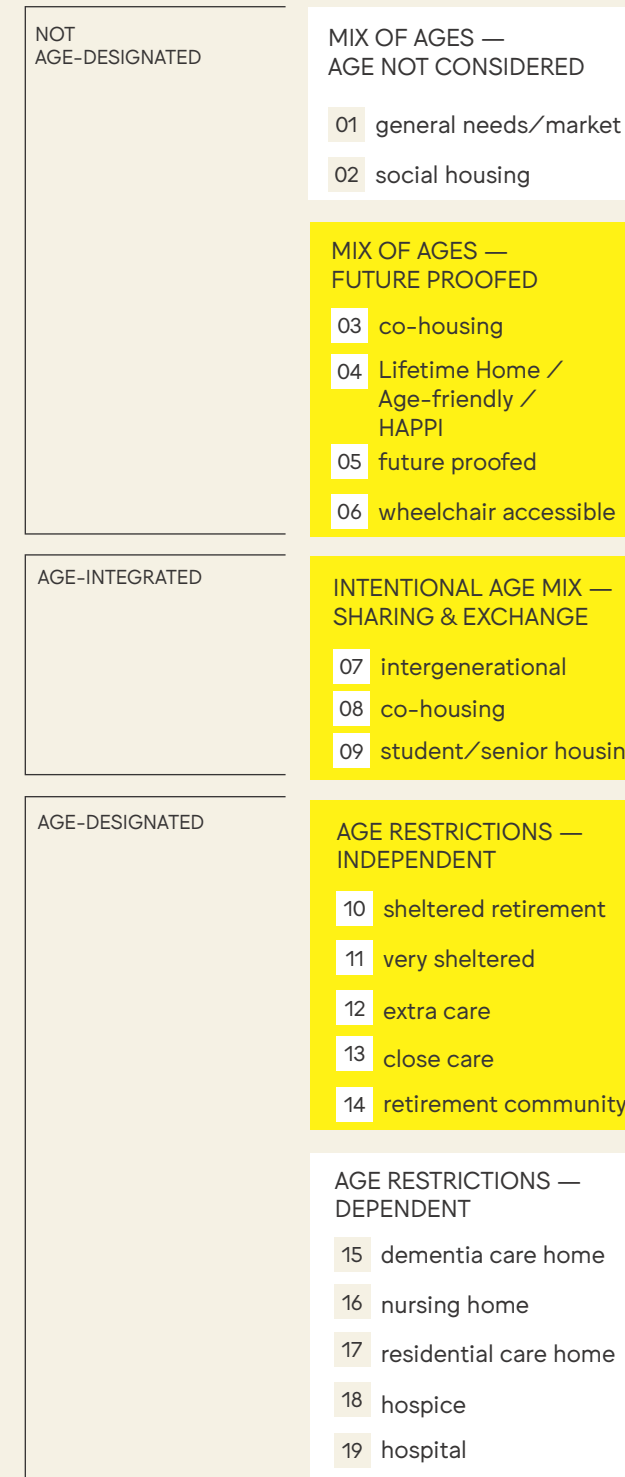 NOT
AGE-DESIGNATED
MIX OF AGES —
AGE NOT CONSIDERED
01 general needs/market
02 social housing
MIX OF AGES —
FUTURE PROOFED
03 co-housing
04 Lifetime Home /
Age-friendly /
HAPPI
05 future proofed
06 wheelchair accessible
AGE-INTEGRATED
INTENTIONAL AGE MIX —
SHARING & EXCHANGE
07 intergenerational
08 co-housing
09 student/senior housin
AGE-DESIGNATED
AGE RESTRICTIONS —
INDEPENDENT
10 sheltered retirement
11 very sheltered
12 extra care
13 close care
14 retirement community
AGE RESTRICTIONS —
DEPENDENT
15 dementia care home
16 nursing home
17 residential care home
18 hospice
19 hospital